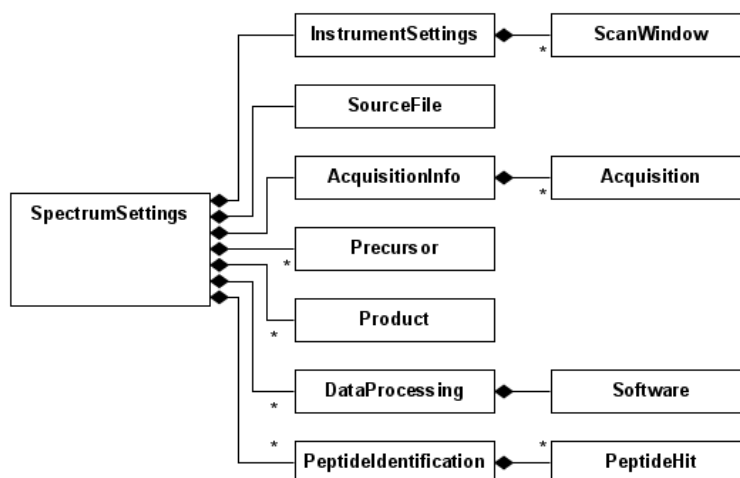 InstrumentSettings
ScanWindow
*
SourceFile
AcquisitionInfo
Acquisition
*
SpectrumSettings
Precursor
*
Product
*
DataProcessing
Software
*
*
*
PeptideIdentification
PeptideHit